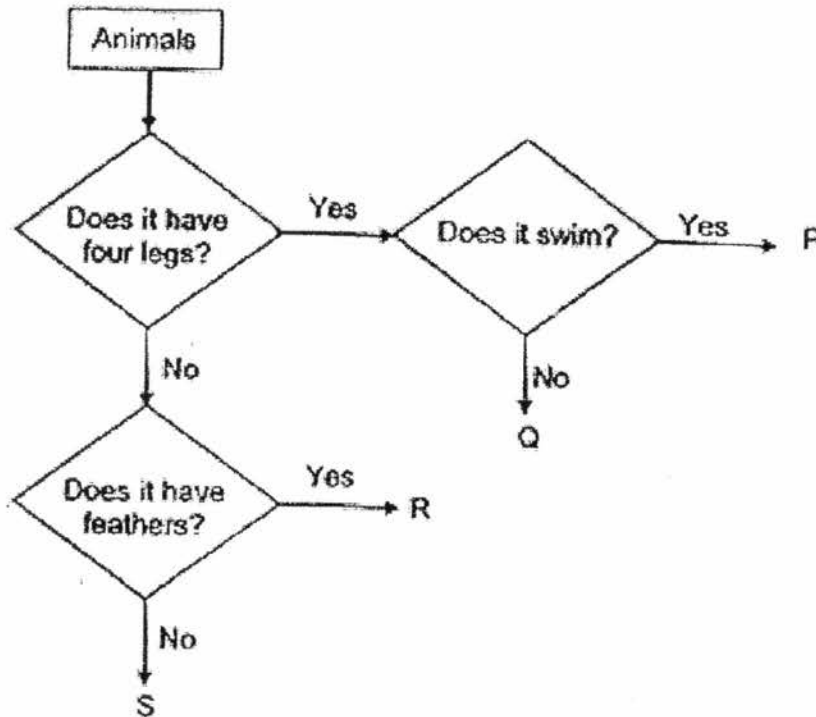 Animals
Does it have
four legs?
Yes
Does it swim?
Yes
P
No
No
Q
Does it have
feathers?
Yes
R
No
S